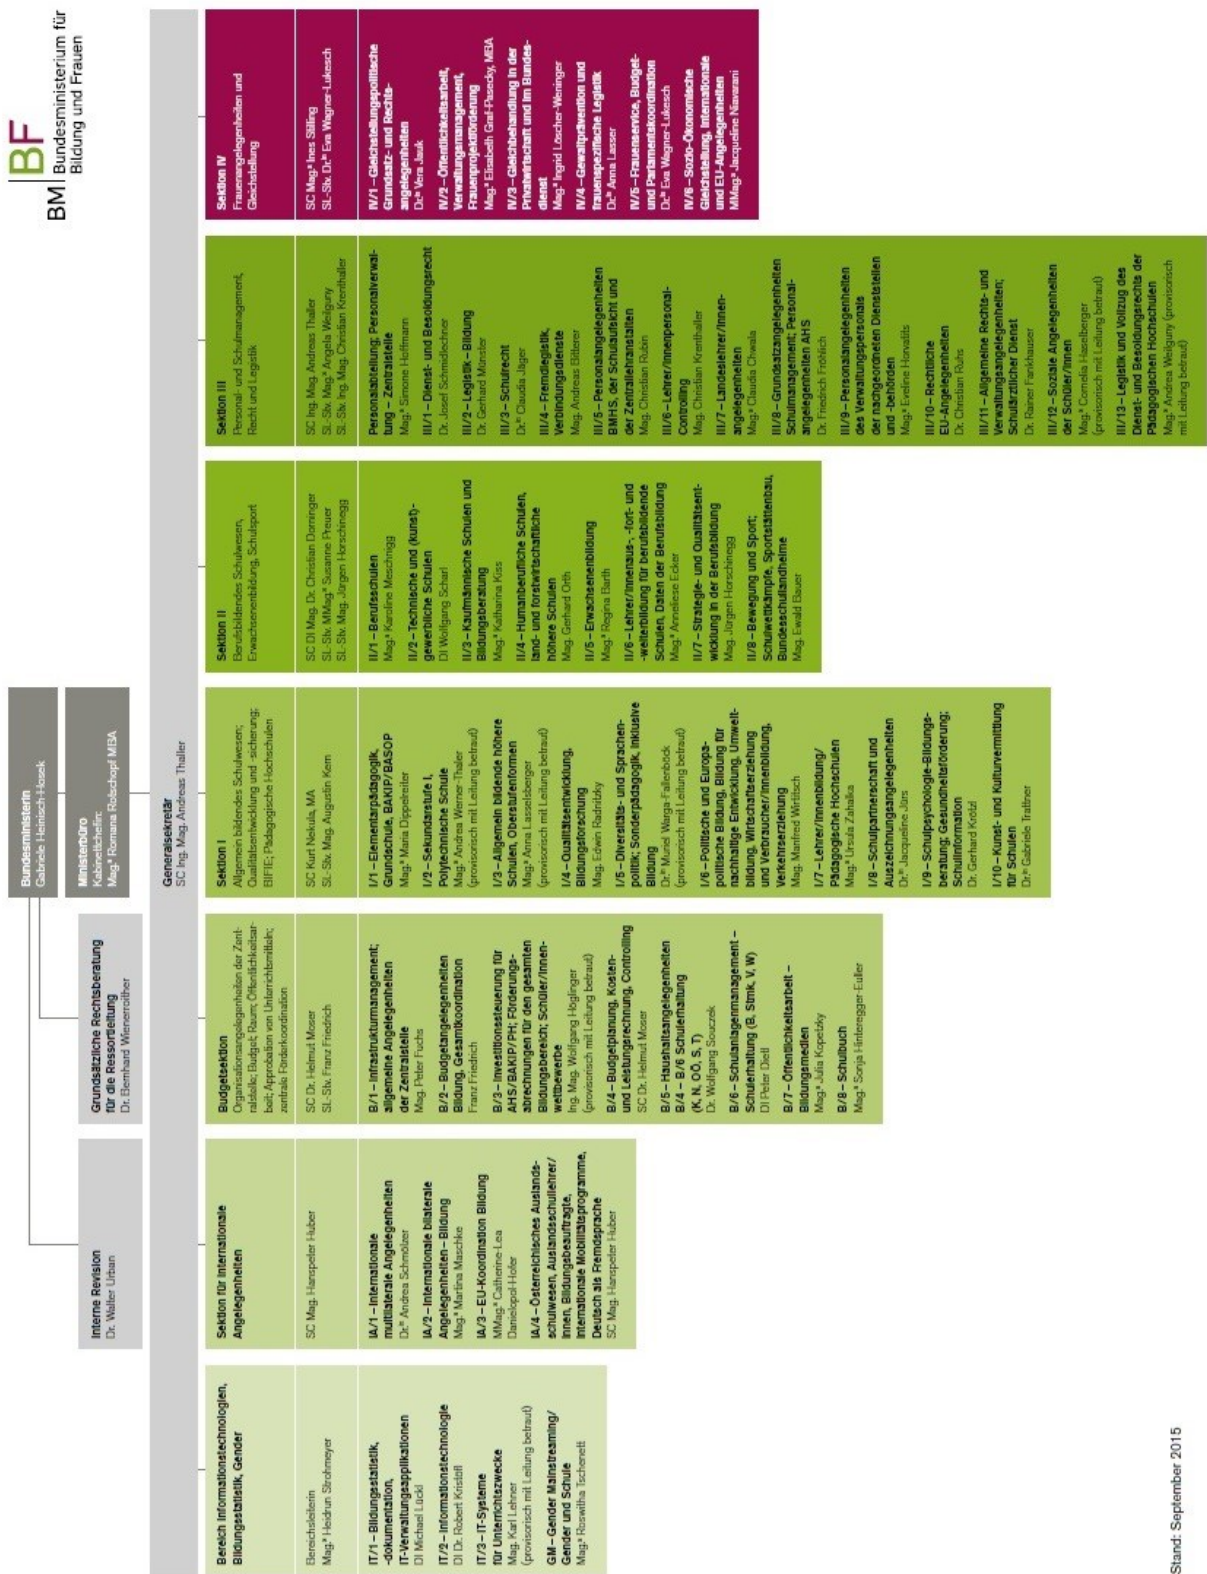 BM BF
Bundesministerium für
Bildung und Frauen
Bundesministerin
Gabriele Heinisch-Hosek
Ministerbüro
Kabinettchefin:
Interne Revision
Dr. Walter Urban
Grundsätzliche Rechtsberatung
für die Ressortleitung
Dr. Bernhard Wienerroither
Generalsekretär
SC Ing. Mag. Andreas Thaller
Bereich Informationstechnologien,
Bildungsstatistik, Gender
Bereichsleiterin
Mag.ª Heidrun Strohmeyer
IT/1 – Bildungsstatistik,
-dokumentation,
IT-Verwaltungsapplikationen
DI Michael Lückl
IT/2 – Informationstechnologie
DI Dr. Robert Kristöfl
IT/3 – IT-Systeme
für Unterrichtszwecke
Mag. Karl Lehner
(provisorisch mit Leitung betraut)
GM – Gender Mainstreaming/
Gender und Schule
Mag.ª Roswitha Tschenett
Sektion für internationale
Angelegenheiten
SC Mag. Hanspeter Huber
IA/1 – Internationale
multilaterale Angelegenheiten
Dr.ⁱⁿ Andrea Schmölzer
IA/2 – Internationale bilaterale
Angelegenheiten – Bildung
Mag.ª Martina Maschke
IA/3 – EU-Koordination Bildung
MMag.ª Catherine-Lea
Danielopol-Hofer
IA/4 – Österreichisches Auslands-
schulwesen, Auslandsschullehrer/
innen, Bildungsbeauftragte,
Internationale Mobilitätsprogramme,
Deutsch als Fremdsprache
SC Mag. Hanspeter Huber
Budgetsektion
Organisationsangelegenheiten der Zent-
ralstelle; Budget; Raum; Öffentlichkeitsar-
beit; Approbation von Unterrichtsmitteln;
zentrale Förderkoordination
SC Dr. Helmut Moser
SL-Stv. Franz Friedrich
B/1 – Infrastrukturmanagement;
allgemeine Angelegenheiten
der Zentralstelle
Mag. Peter Fuchs
B/2 – Budgetangelegenheiten
Bildung, Gesamtkoordination
Franz Friedrich
B/3 – Investitionssteuerung für
AHS/BAKIP/PH; Förderungs-
abrechnungen für den gesamten
Bildungsbereich; Schüler/innen-
wettbewerbe
Ing. Mag. Wolfgang Höglinger
(provisorisch mit Leitung betraut)
B/4 – Budgetplanung, Kosten-
und Leistungsrechnung, Controlling
SC Dr. Helmut Moser
B/5 – Haushaltsangelegenheiten
B/4 – B/6 Schulerhaltung
(K, N, OÖ, S, T)
Dr. Wolfgang Souczek
B/6 – Schulanlagenmanagement –
Schulerhaltung (B, Stmk, V, W)
DI Peter Dietl
B/7 – Öffentlichkeitsarbeit –
Bildungsmedien
Mag.ª Julia Kopetzky
B/8 – Schulbuch
Mag.ª Sonja Hinteregger-Euller
Sektion I
Allgemein bildendes Schulwesen;
Qualitätsentwicklung und -sicherung;
BIFIE; Pädagogische Hochschulen
SC Kurt Nekula, MA
SL-Stv. Mag. Augustin Kern
I/1 – Elementarpädagogik,
Grundschule, BAKIP/BASOP
Mag.ª Maria Dippelreiter
I/2 – Sekundarstufe I,
Polytechnische Schule
Mag.ª Andrea Werner-Thaler
(provisorisch mit Leitung betraut)
I/3 – Allgemein bildende höhere
Schulen, Oberstufenformen
Mag.ª Anna Lasselsberger
(provisorisch mit Leitung betraut)
I/4 – Qualitätsentwicklung,
Bildungsforschung
Mag. Edwin Radnitzky
I/5 – Diversitäts- und Sprachen-
politik; Sonderpädagogik, Inklusive
Bildung
Dr.ⁱⁿ Muriel Warga-Fallenböck
(provisorisch mit Leitung betraut)
I/6 – Politische und Europa-
politische Bildung, Bildung für
nachhaltige Entwicklung, Umwelt-
bildung, Wirtschaftserziehung
und Verbraucher/innenbildung,
Verkehrserziehung
Mag. Manfred Wirtitsch
I/7 – Lehrer/innenbildung/
Pädagogische Hochschulen
Mag.ª Ursula Zahalka
I/8 – Schulpartnerschaft und
Auszeichnungsangelegenheiten
Dr.ⁱⁿ Jacqueline Jürs
I/9 – Schulpsychologie-Bildungs-
beratung; Gesundheitsförderung;
Schulinformation
Dr. Gerhard Krötzl
I/10 – Kunst- und Kulturvermittlung
für Schulen
Dr.ⁱⁿ Gabriele Trattner
Sektion II
Berufsbildendes Schulwesen,
Erwachsenenbildung, Schulsport
SC DI Mag. Dr. Christian Dorninger
SL-Stv. MMag.ª Susanne Preuer
SL-Stv. Mag. Jürgen Horschinegg
II/1 – Berufsschulen
Mag.ª Karoline Meschnigg
II/2 – Technische und (kunst)-
gewerbliche Schulen
DI Wolfgang Scharl
II/3 – Kaufmännische Schulen und
Bildungsberatung
Mag.ª Katharina Kiss
II/4 – Humanberufliche Schulen,
land- und forstwirtschaftliche
höhere Schulen
Mag. Gerhard Orth
II/5 – Erwachsenenbildung
Mag.ª Regina Barth
II/6 – Lehrer/innenaus-, -fort- und
-weiterbildung für berufsbildende
Schulen, Daten der Berufsbildung
Mag.ª Anneliese Ecker
II/7 – Strategie- und Qualitätsent-
wicklung in der Berufsbildung
Mag. Jürgen Horschinegg
II/8 – Bewegung und Sport;
Schulwettkämpfe, Sportstättenbau,
Bundesschullandheime
Mag. Ewald Bauer
Sektion III
Personal- und Schulmanagement,
Recht und Legistik
SC Ing. Mag. Andreas Thaller
SL-Stv. Mag.ª Angela Weilguny
SL-Stv. Ing. Mag. Christian Krenthaller
Personalabteilung; Personalverwal-
tung – Zentralstelle
Mag.ª Simone Hoffmann
III/1 – Dienst- und Besoldungsrecht
Dr. Josef Schmidlechner
III/2 – Legistik – Bildung
Dr. Gerhard Münster
III/3 – Schulrecht
Dr.ⁱⁿ Claudia Jäger
III/4 – Fremdlegistik,
Verbindungsdienste
Mag. Andreas Bitterer
III/5 – Personalangelegenheiten
BMHS, der Schulaufsicht und
der Zentrallehranstalten
Mag. Christian Rubin
III/6 – Lehrer/innenpersonal-
Controlling
Mag. Christian Krenthaller
III/7 – Landeslehrer/innen-
angelegenheiten
Mag.ª Claudia Chwala
III/8 – Grundsatzangelegenheiten
Schulmanagement; Personal-
angelegenheiten AHS
Dr. Friedrich Fröhlich
III/9 – Personalangelegenheiten
des Verwaltungspersonals
der nachgeordneten Dienststellen
und -behörden
Mag.ª Eveline Horvatits
III/10 – Rechtliche
EU-Angelegenheiten
Dr. Christian Ruhs
III/11 – Allgemeine Rechts- und
Verwaltungsangelegenheiten;
Schulärztlicher Dienst
Dr. Rainer Fankhauser
III/12 – Soziale Angelegenheiten
der Schüler/innen
Mag.ª Cornelia Haselberger
(provisorisch mit Leitung betraut)
III/13 – Legistik und Vollzug des
Dienst- und Besoldungsrechts der
Pädagogischen Hochschulen
Mag.ª Andrea Weilguny (provisorisch
mit Leitung betraut)
Sektion IV
Frauenangelegenheiten und
Gleichstellung
SC Mag.ª Ines Stilling
SL-Stv. Dr.ⁱⁿ Eva Wagner-Lukesch
IV/1 – Gleichstellungspolitische
Grundsatz- und Rechts-
angelegenheiten
Dr.ⁱⁿ Vera Jauk
IV/2 – Öffentlichkeitsarbeit,
Verwaltungsmanagement,
Frauenprojektförderung
Mag.ª Elisabeth Graf-Pasecky, MBA
IV/3 – Gleichbehandlung in der
Privatwirtschaft und im Bundes-
dienst
Mag.ª Ingrid Löscher-Weninger
IV/4 – Gewaltprävention und
frauenspezifische Legistik
Dr.ⁱⁿ Anna Lasser
IV/5 – Frauenservice, Budget-
und Parlamentskoordination
Dr.ⁱⁿ Eva Wagner-Lukesch
IV/6 – Sozio-Ökonomische
Gleichstellung, Internationale
und EU-Angelegenheiten
MMag.ª Jacqueline Niavarani
Stand: September 2015